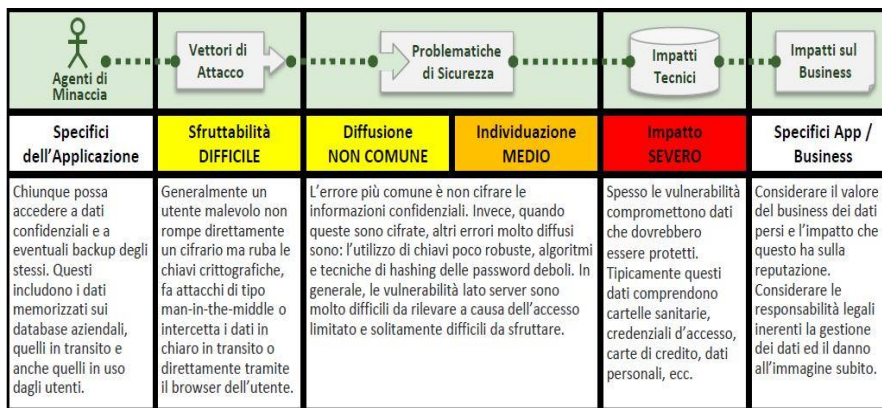 Agenti di
Minaccia
Vettori di
Attacco
Problematiche
di Sicurezza
Impatti
Tecnici
Impatti sul
Business
Specifici
dell'Applicazione
Sfruttabilità
DIFFICILE
Diffusione
NON COMUNE
Individuazione
MEDIO
Impatto
SEVERO
Specifici App /
Business
Chiunque possa
accedere a dati
confidenziali e a
eventuali backup degli
stessi. Questi
includono i dati
memorizzati sui
database aziendali,
quelli in transito e
anche quelli in uso
dagli utenti.
Generalmente un
utente malevolo non
rompe direttamente
un cifrario ma ruba le
chiavi crittografiche,
fa attacchi di tipo
man-in-the-middle o
intercetta i dati in
chiaro in transito o
direttamente tramite
il browser dell'utente.
L'errore più comune è non cifrare le
informazioni confidenziali. Invece, quando
queste sono cifrate, altri errori molto diffusi
sono: l'utilizzo di chiavi poco robuste, algoritmi
e tecniche di hashing delle password deboli. In
generale, le vulnerabilità lato server sono
molto difficili da rilevare a causa dell'accesso
limitato e solitamente difficili da sfruttare.
Spesso le vulnerabilità
compromettono dati
che dovrebbero
essere protetti.
Tipicamente questi
dati comprendono
cartelle sanitarie,
credenziali d'accesso,
carte di credito, dati
personali, ecc.
Considerare il valore
del business dei dati
persi e l'impatto che
questo ha sulla
reputazione.
Considerare le
responsabilità legali
inerenti la gestione
dei dati ed il danno
all'immagine subito.